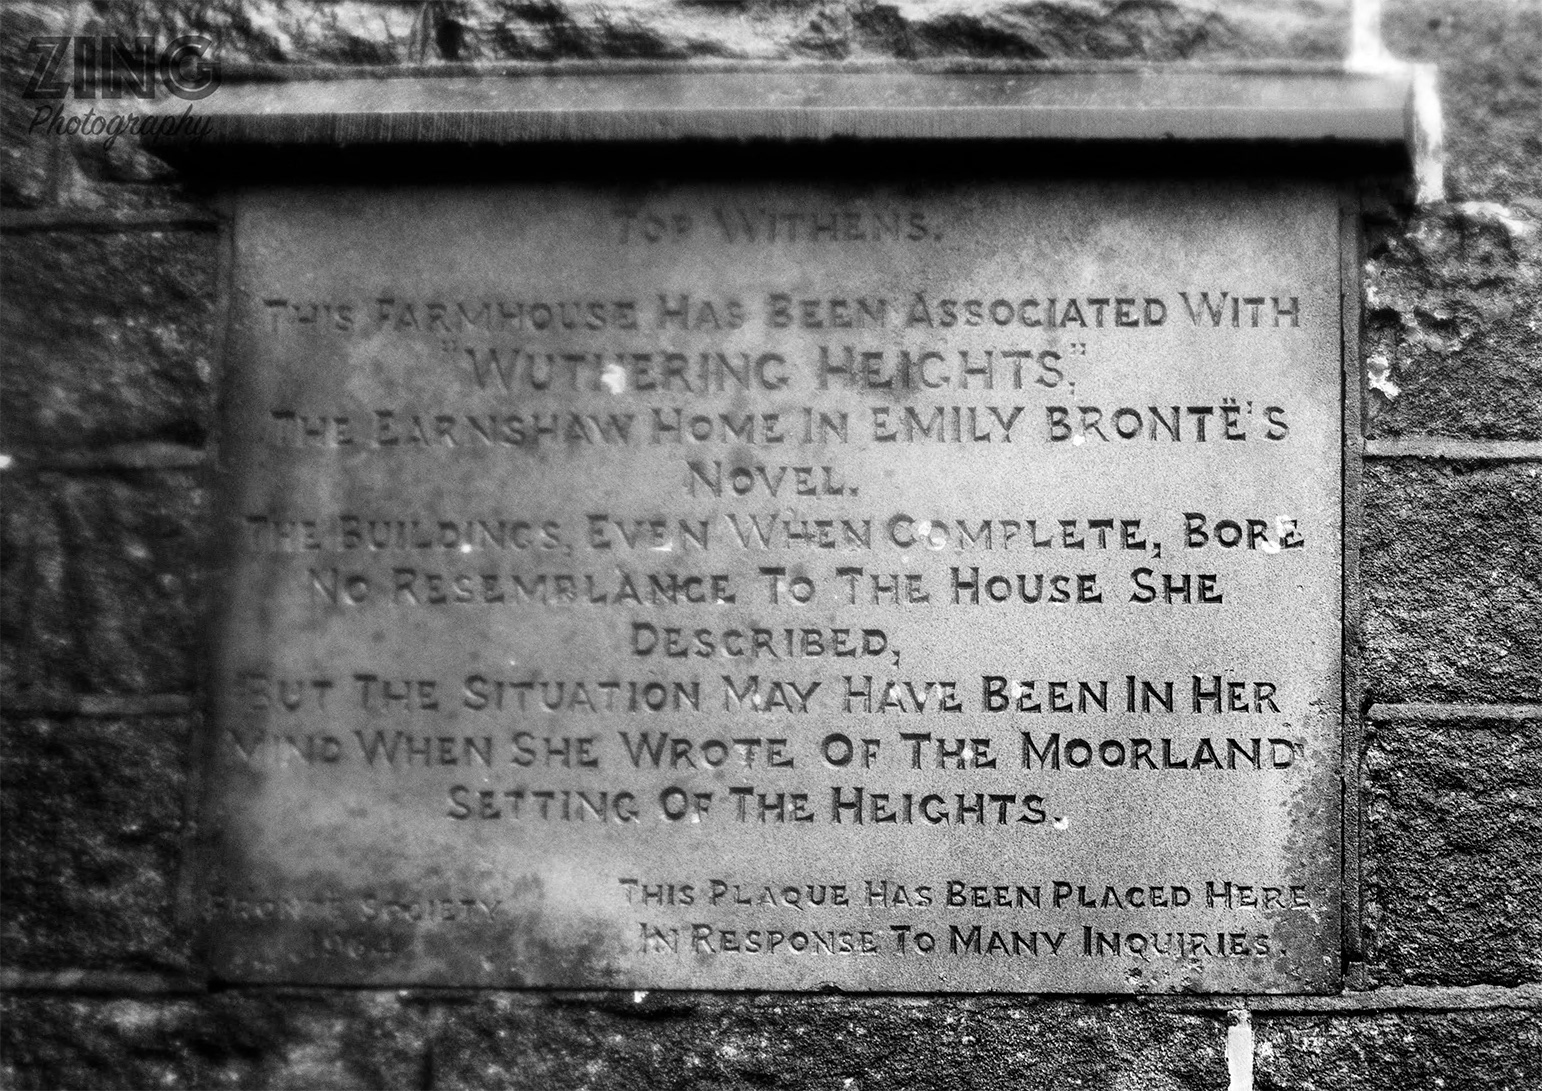 ZING
Photography
TOP WITHENS.
THIS FARMHOUSE HAS BEEN ASSOCIATED WITH
"WUTHERING HEIGHTS,"
THE EARNSHAW HOME IN EMILY BRONTË'S
NOVEL.
THE BUILDINGS, EVEN WHEN COMPLETE, BORE
NO RESEMBLANCE TO THE HOUSE SHE
DESCRIBED,
BUT THE SITUATION MAY HAVE BEEN IN HER
MIND WHEN SHE WROTE OF THE MOORLAND
SETTING OF THE HEIGHTS.
BRONTË SOCIETY
1964
THIS PLAQUE HAS BEEN PLACED HERE
IN RESPONSE TO MANY INQUIRIES.